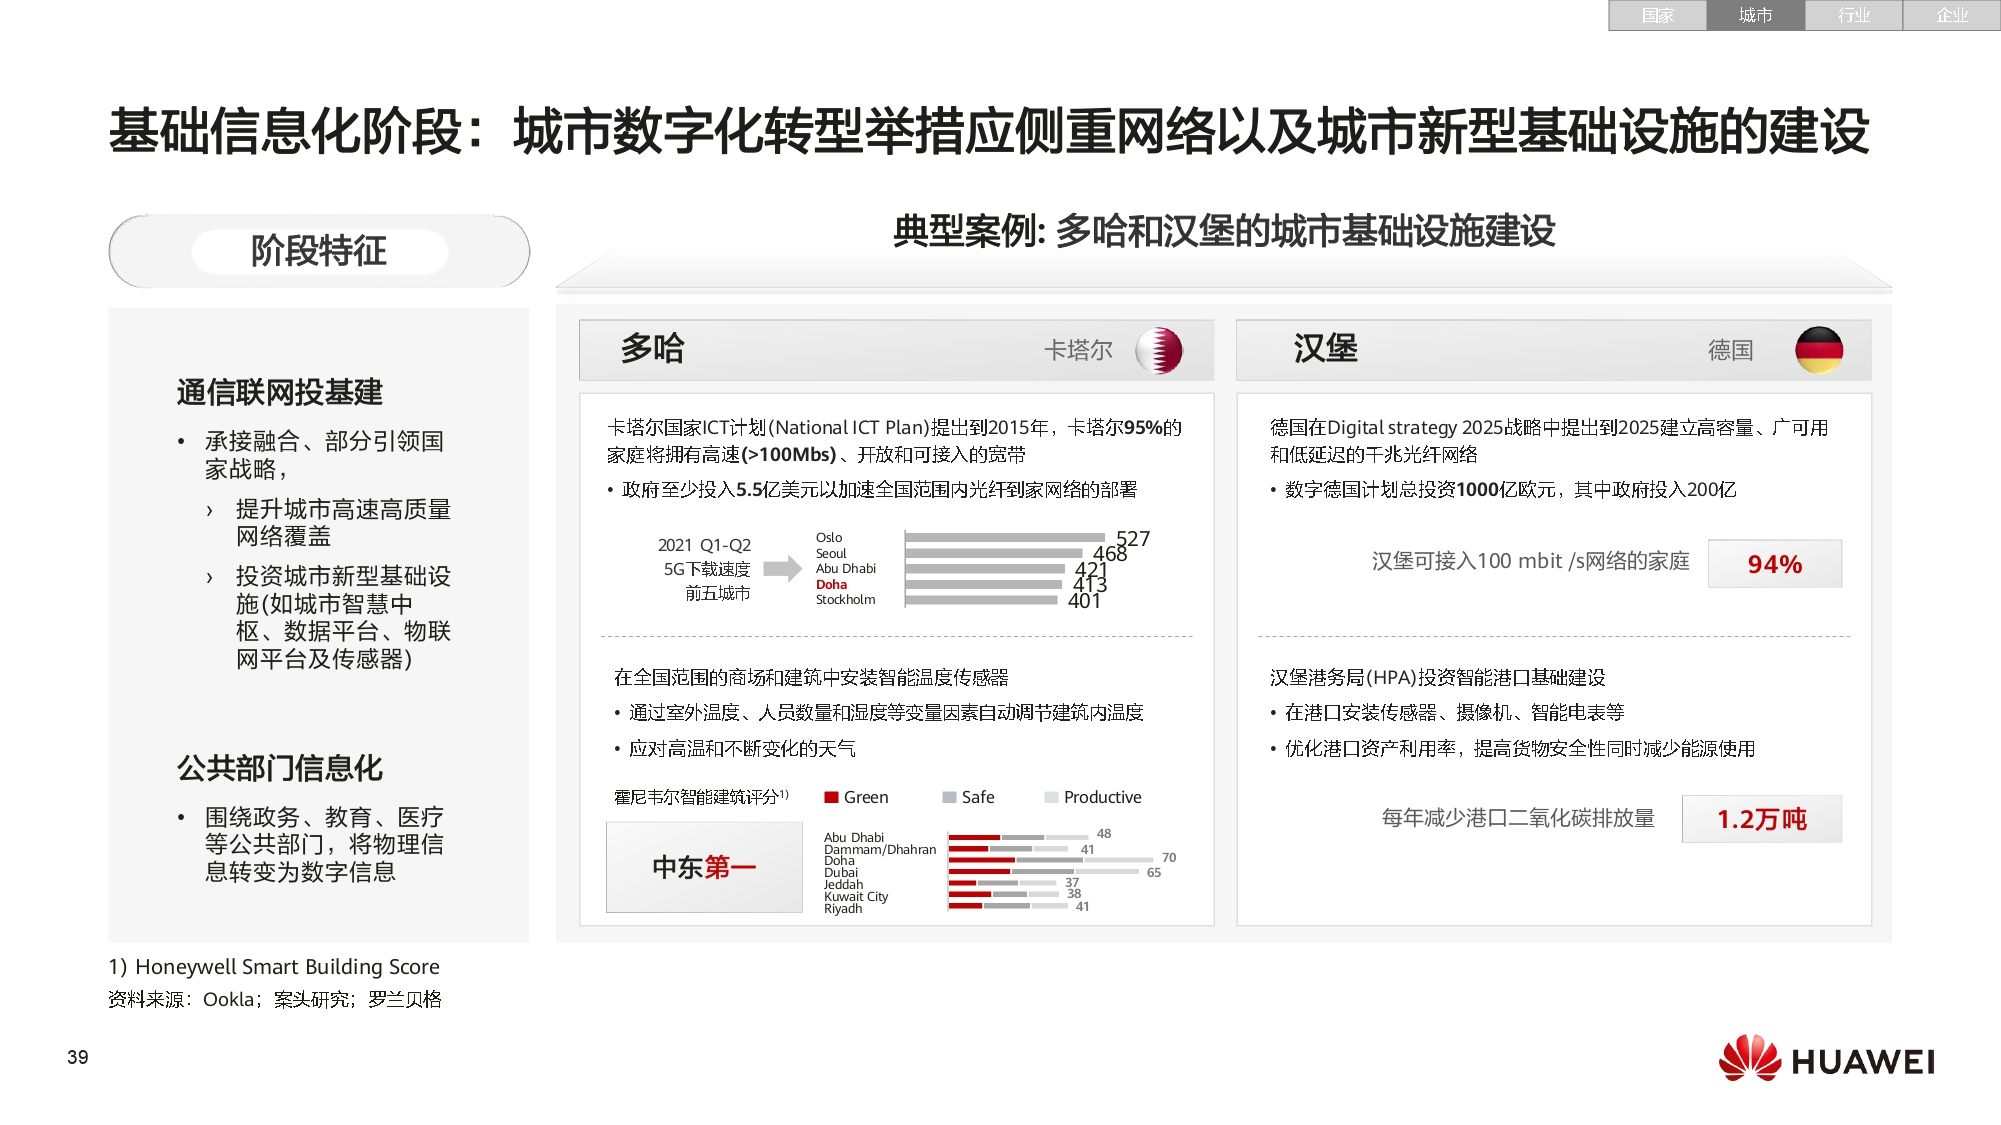 国家 城市 行业 企业
基础信息化阶段：城市数字化转型举措应侧重网络以及城市新型基础设施的建设
阶段特征
通信联网投基建
• 承接融合、部分引领国
家战略，
› 提升城市高速高质量
网络覆盖
› 投资城市新型基础设
施(如城市智慧中
枢、数据平台、物联
网平台及传感器)
公共部门信息化
• 围绕政务、教育、医疗
等公共部门，将物理信
息转变为数字信息
典型案例: 多哈和汉堡的城市基础设施建设
多哈 卡塔尔
卡塔尔国家ICT计划(National ICT Plan)提出到2015年，卡塔尔95%的
家庭将拥有高速(>100Mbs) 、开放和可接入的宽带
• 政府至少投入5.5亿美元以加速全国范围内光纤到家网络的部署
2021 Q1-Q2
5G下载速度
前五城市
Oslo 527
Seoul 468
Abu Dhabi 421
Doha 413
Stockholm 401
在全国范围的商场和建筑中安装智能温度传感器
• 通过室外温度、人员数量和湿度等变量因素自动调节建筑内温度
• 应对高温和不断变化的天气
霍尼韦尔智能建筑评分1) Green Safe Productive
中东第一
Abu Dhabi 48
Dammam/Dhahran 41
Doha 70
Dubai 65
Jeddah 37
Kuwait City 38
Riyadh 41
汉堡 德国
德国在Digital strategy 2025战略中提出到2025建立高容量、广可用
和低延迟的千兆光纤网络
• 数字德国计划总投资1000亿欧元，其中政府投入200亿
汉堡可接入100 mbit /s网络的家庭 94%
汉堡港务局(HPA)投资智能港口基础建设
• 在港口安装传感器、摄像机、智能电表等
• 优化港口资产利用率，提高货物安全性同时减少能源使用
每年减少港口二氧化碳排放量 1.2万吨
1) Honeywell Smart Building Score
资料来源：Ookla；案头研究；罗兰贝格
39
HUAWEI